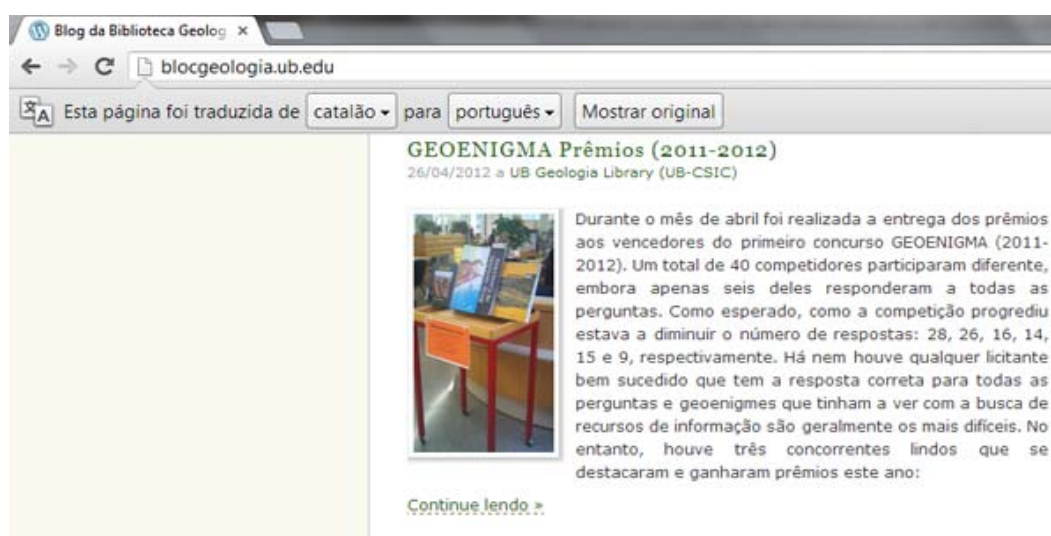 Blog da Biblioteca Geolog
blocgeologia.ub.edu
Esta página foi traduzida de catalão para português Mostrar original
GEOENIGMA Prêmios (2011-2012)
26/04/2012 a UB Geologia Library (UB-CSIC)
Durante o mês de abril foi realizada a entrega dos prêmios
aos vencedores do primeiro concurso GEOENIGMA (2011-
2012). Um total de 40 competidores participaram diferente,
embora apenas seis deles responderam a todas as
perguntas. Como esperado, como a competição progrediu
estava a diminuir o número de respostas: 28, 26, 16, 14,
15 e 9, respectivamente. Há nem houve qualquer licitante
bem sucedido que tem a resposta correta para todas as
perguntas e geoenigmes que tinham a ver com a busca de
recursos de informação são geralmente os mais difíceis. No
entanto, houve três concorrentes lindos que se
destacaram e ganharam prêmios este ano:
Continue lendo »